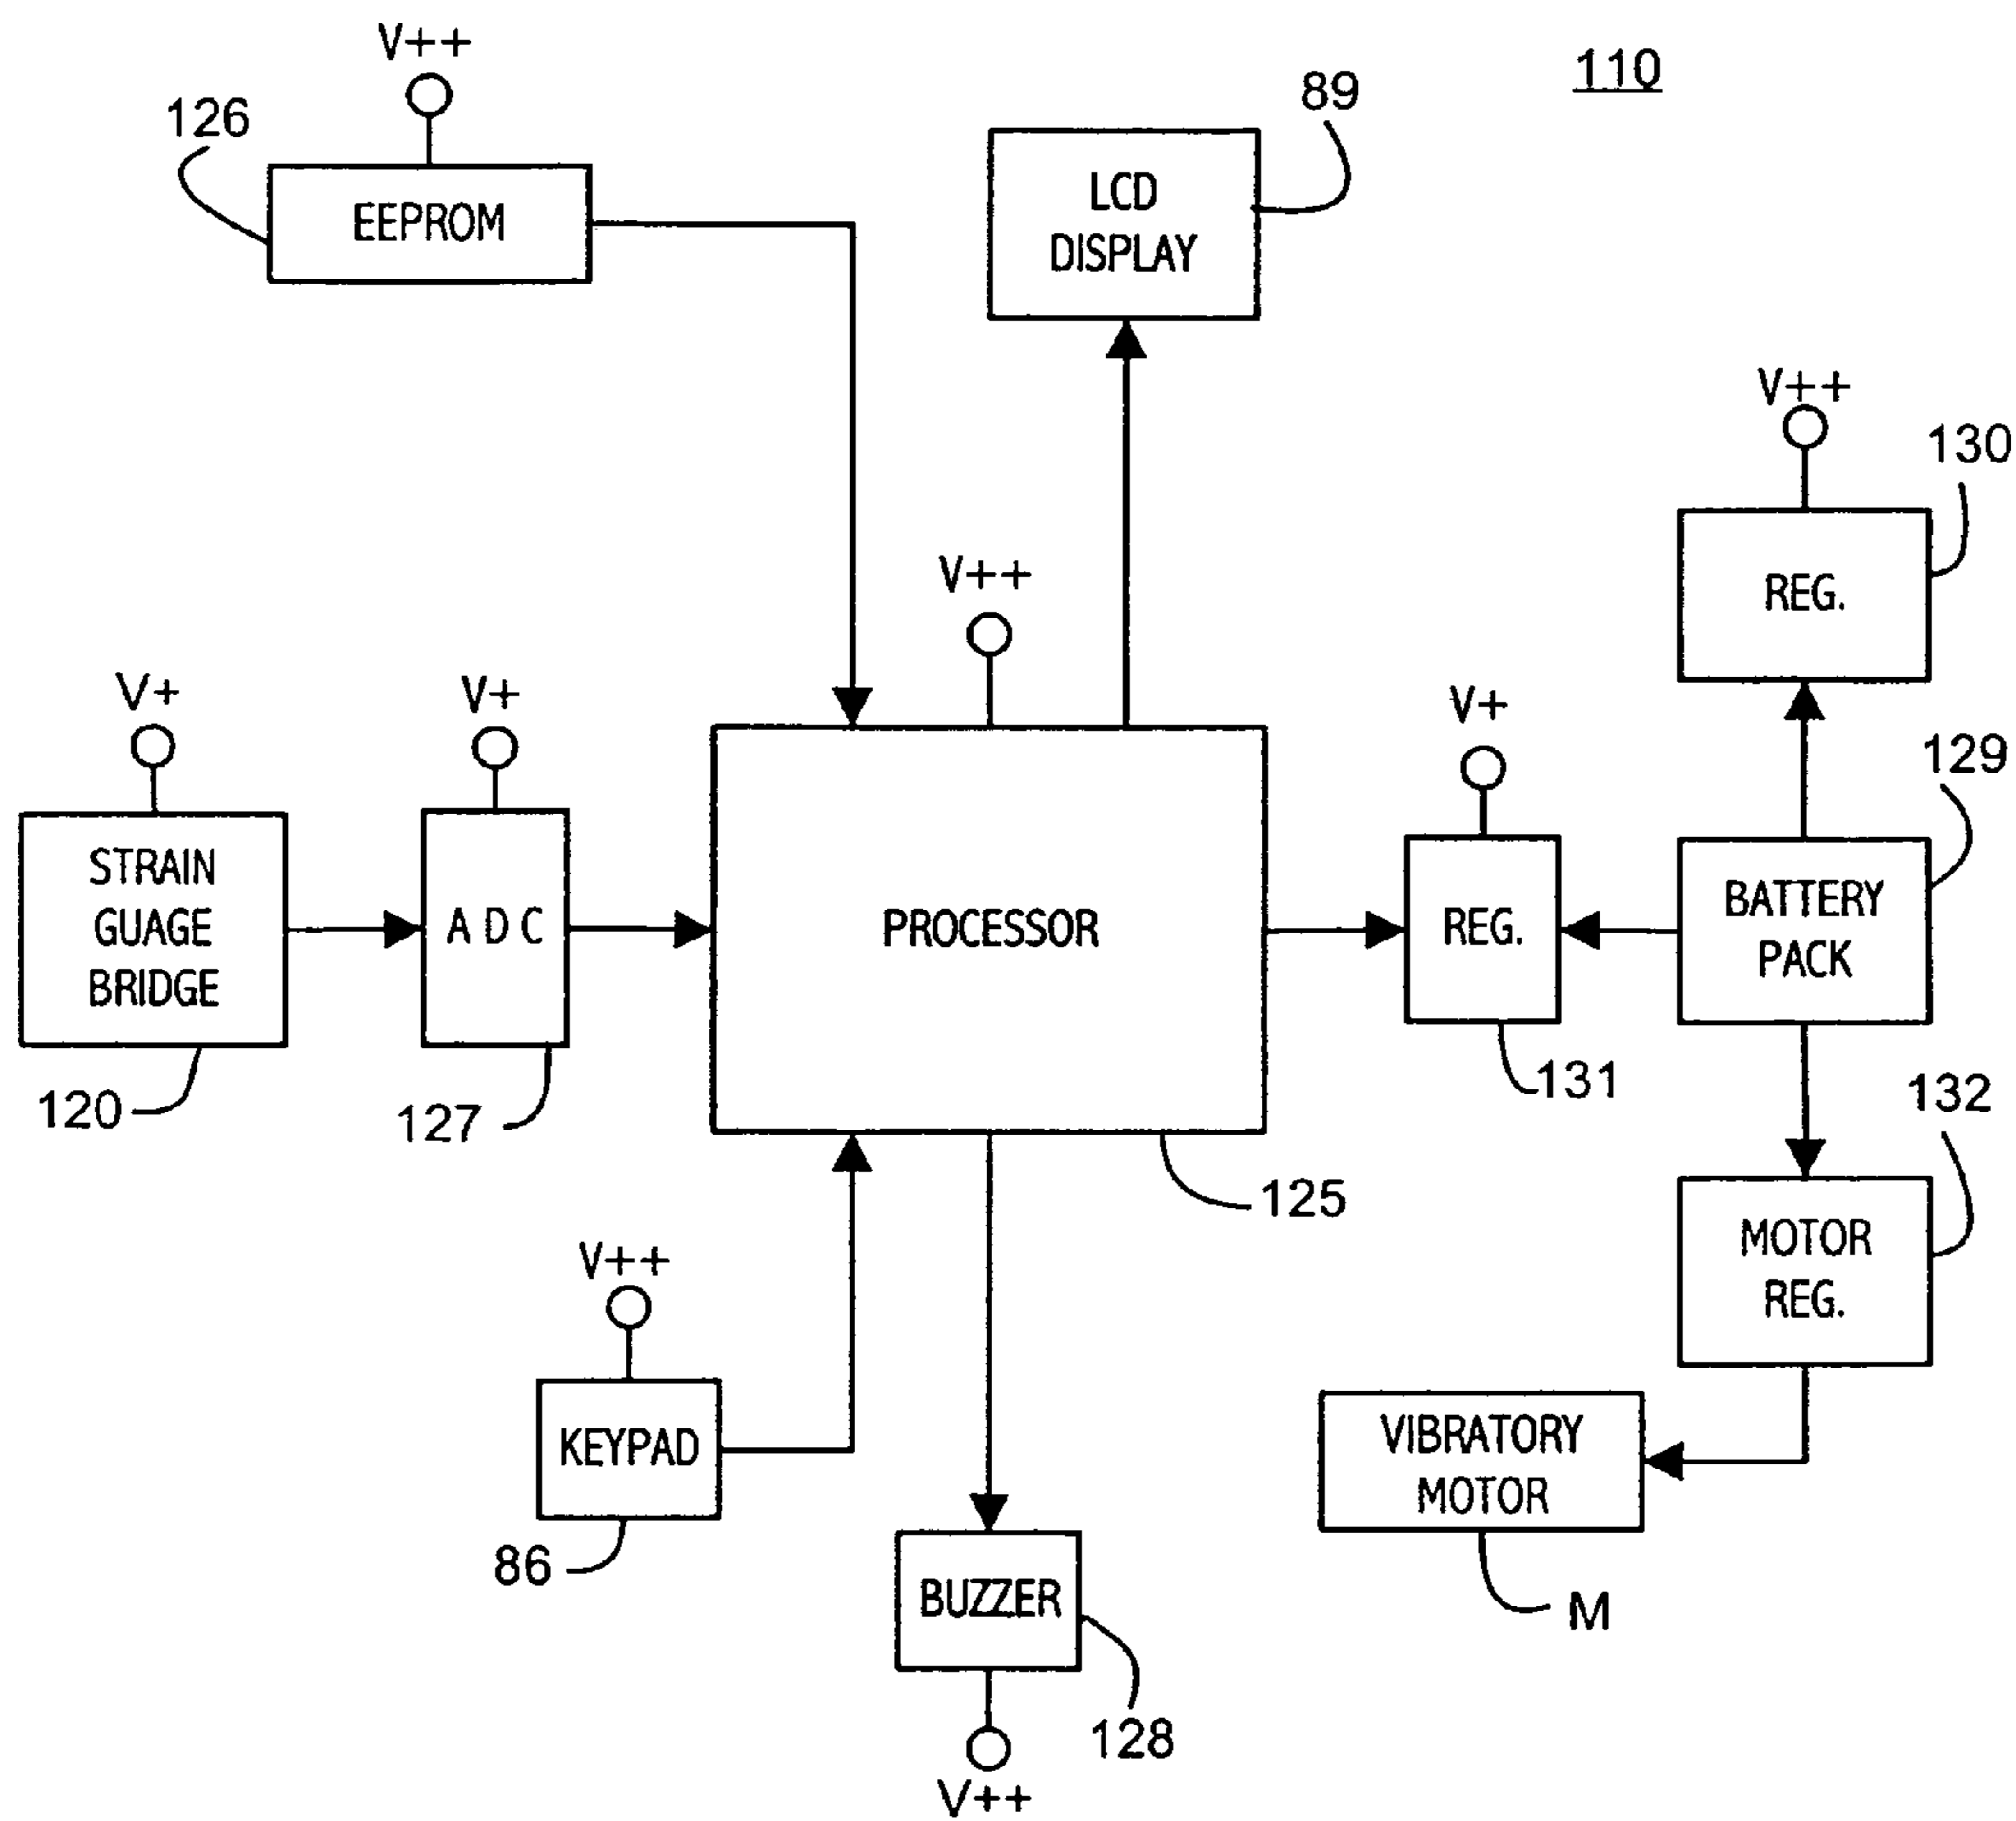 V++
110
89
126
EEPROM
LCD
DISPLAY
V++
130
V++
REG.
V+
V+
V+
129
STRAIN
GUAGE
BRIDGE
ADC
PROCESSOR
REG.
BATTERY
PACK
120
127
131
132
125
MOTOR
REG.
V++
KEYPAD
VIBRATORY
MOTOR
86
BUZZER
M
128
V++